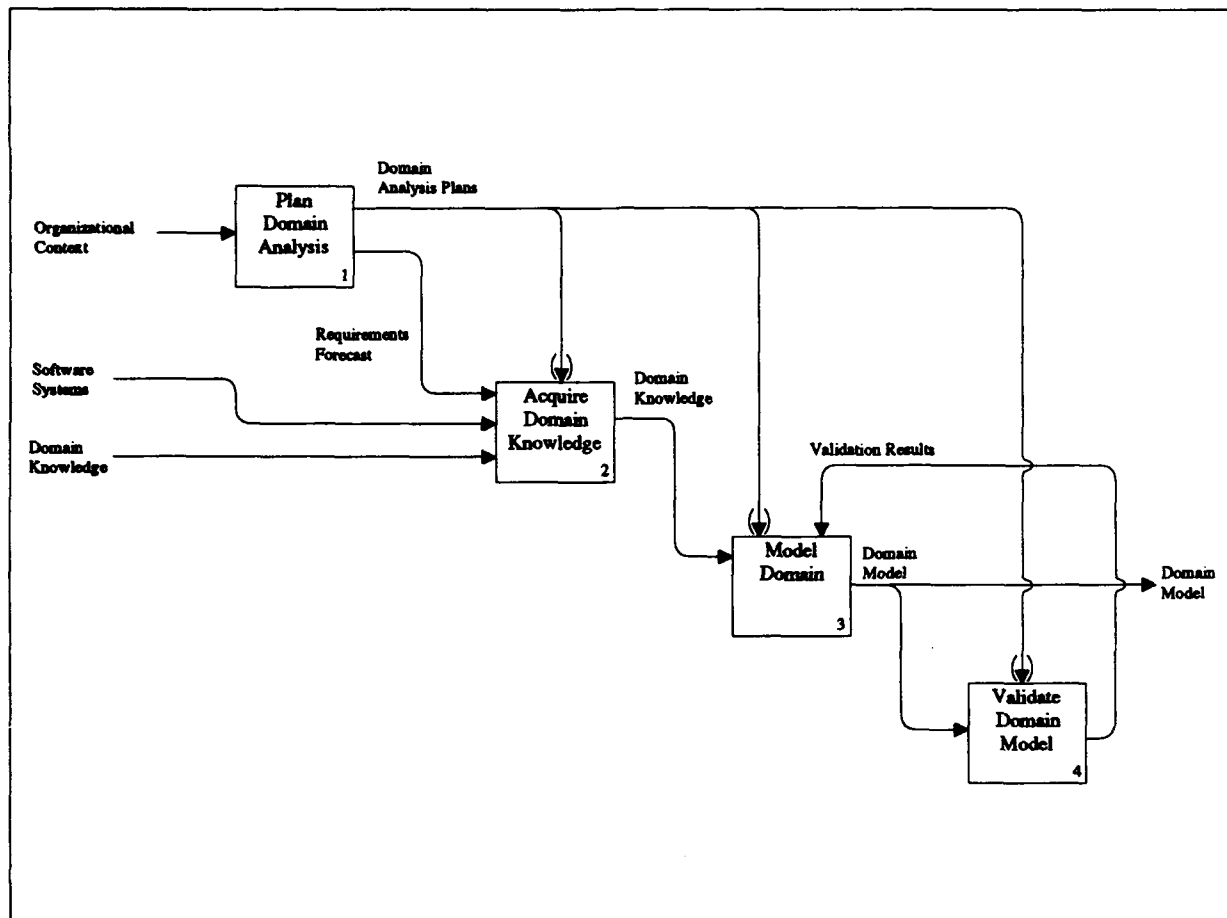 Domain
Analysis Plans
Plan
Domain
Analysis
1
Organizational
Context
Requirements
Forecast
Software
Systems
Domain
Knowledge
Acquire
Domain
Knowledge
2
Domain
Knowledge
Validation Results
Model
Domain
3
Domain
Model
Domain
Model
Validate
Domain
Model
4